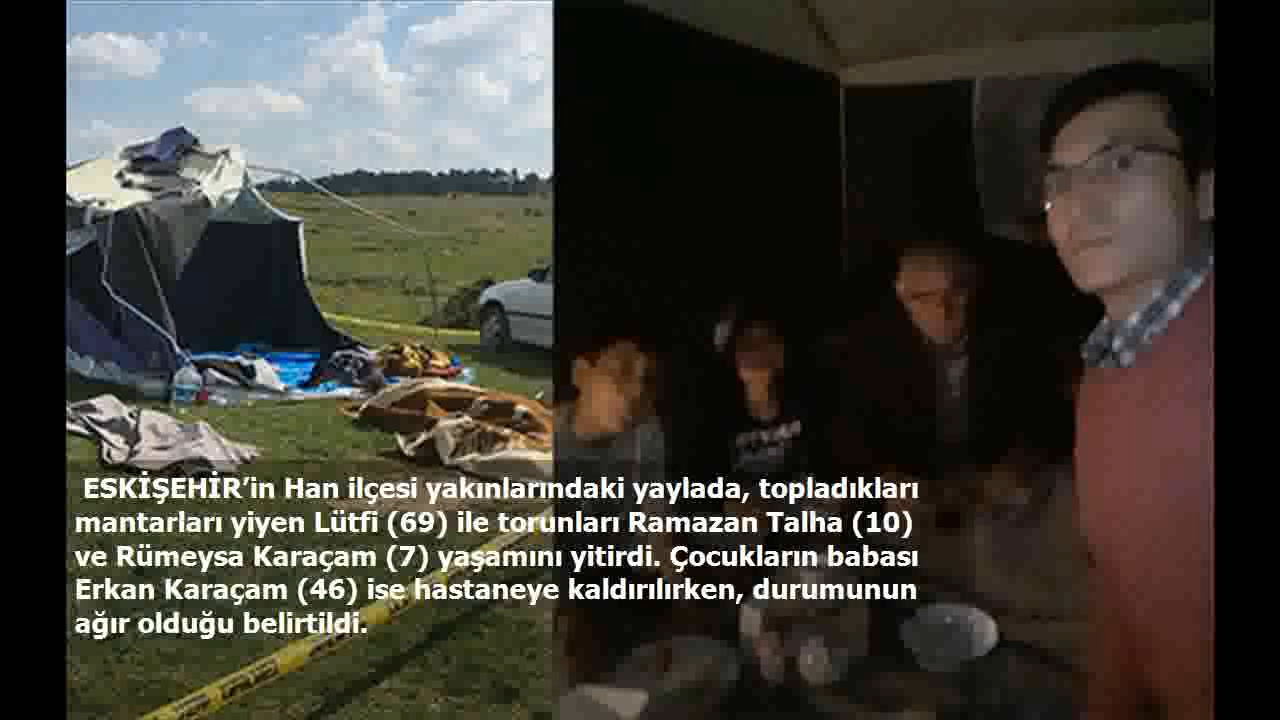 ESKİŞEHİR’in Han ilçesi yakınlarındaki yaylada, topladıkları
mantarları yiyen Lütfi (69) ile torunları Ramazan Talha (10)
ve Rümeysa Karaçam (7) yaşamını yitirdi. Çocukların babası
Erkan Karaçam (46) ise hastaneye kaldırılırken, durumunun
ağır olduğu belirtildi.